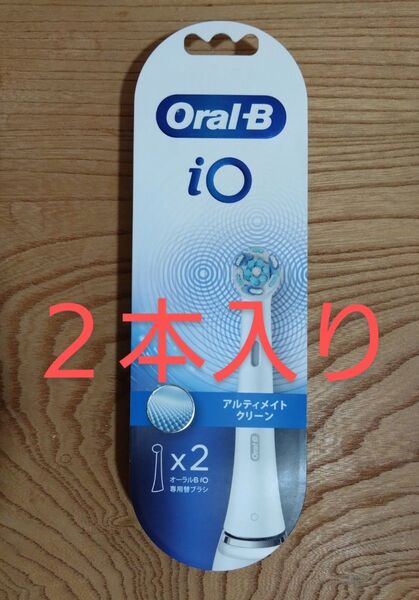 Oral-B
iO
２本入り
アルティメイト
クリーン
Oral-B
x2
オーラルB iO
専用替ブラシ